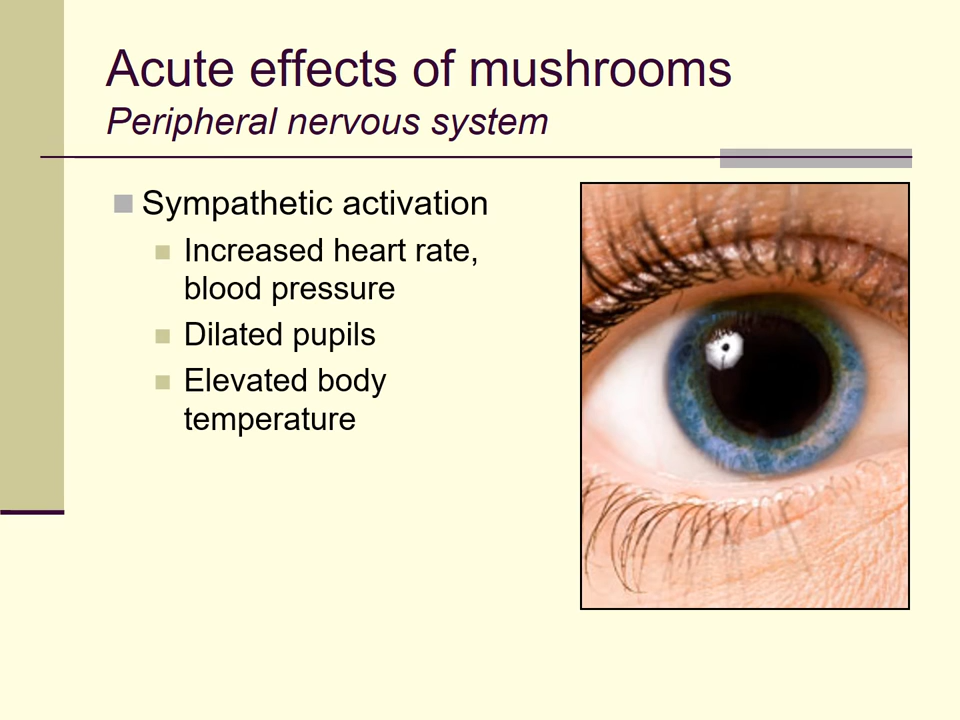 Acute effects of mushrooms
Peripheral nervous system
Sympathetic activation
Increased heart rate,
blood pressure
Dilated pupils
Elevated body
temperature